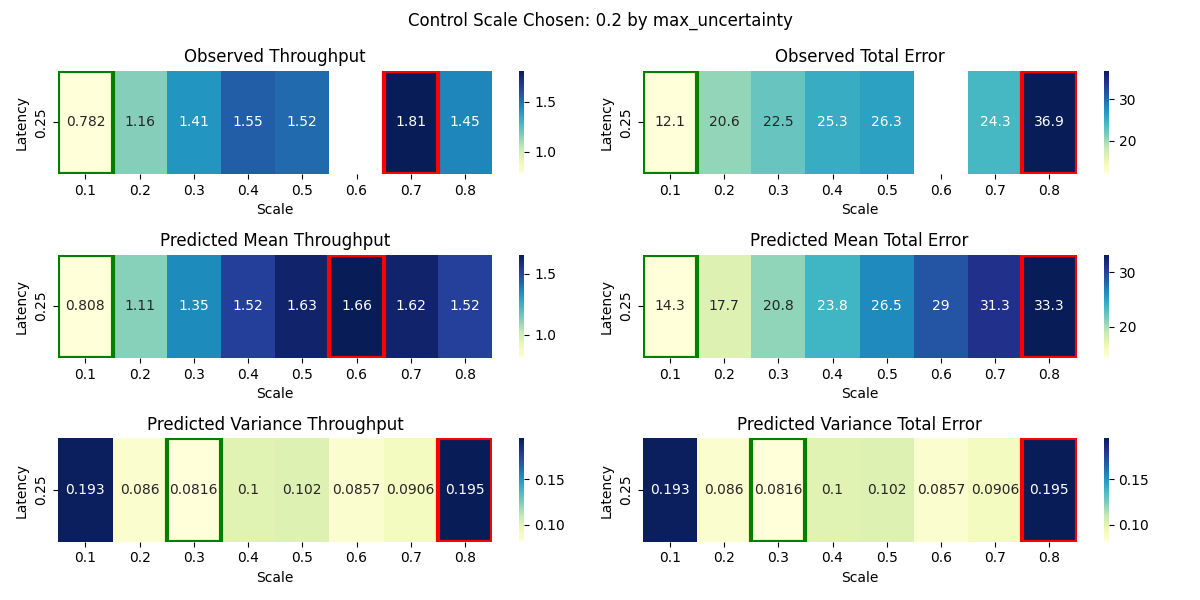 Control Scale Chosen: 0.2 by max_uncertainty
Observed Throughput
Latency
0.25
0.782 1.16 1.41 1.55 1.52 1.81 1.45
0.1 0.2 0.3 0.4 0.5 0.6 0.7 0.8
Scale
1.5
1.0
Observed Total Error
Latency
0.25
12.1 20.6 22.5 25.3 26.3 24.3 36.9
0.1 0.2 0.3 0.4 0.5 0.6 0.7 0.8
Scale
30
20
Predicted Mean Throughput
Latency
0.25
0.808 1.11 1.35 1.52 1.63 1.66 1.62 1.52
0.1 0.2 0.3 0.4 0.5 0.6 0.7 0.8
Scale
1.5
1.0
Predicted Mean Total Error
Latency
0.25
14.3 17.7 20.8 23.8 26.5 29 31.3 33.3
0.1 0.2 0.3 0.4 0.5 0.6 0.7 0.8
Scale
30
20
Predicted Variance Throughput
Latency
0.25
0.193 0.086 0.0816 0.1 0.102 0.0857 0.0906 0.195
0.1 0.2 0.3 0.4 0.5 0.6 0.7 0.8
Scale
0.15
0.10
Predicted Variance Total Error
Latency
0.25
0.193 0.086 0.0816 0.1 0.102 0.0857 0.0906 0.195
0.1 0.2 0.3 0.4 0.5 0.6 0.7 0.8
Scale
0.15
0.10